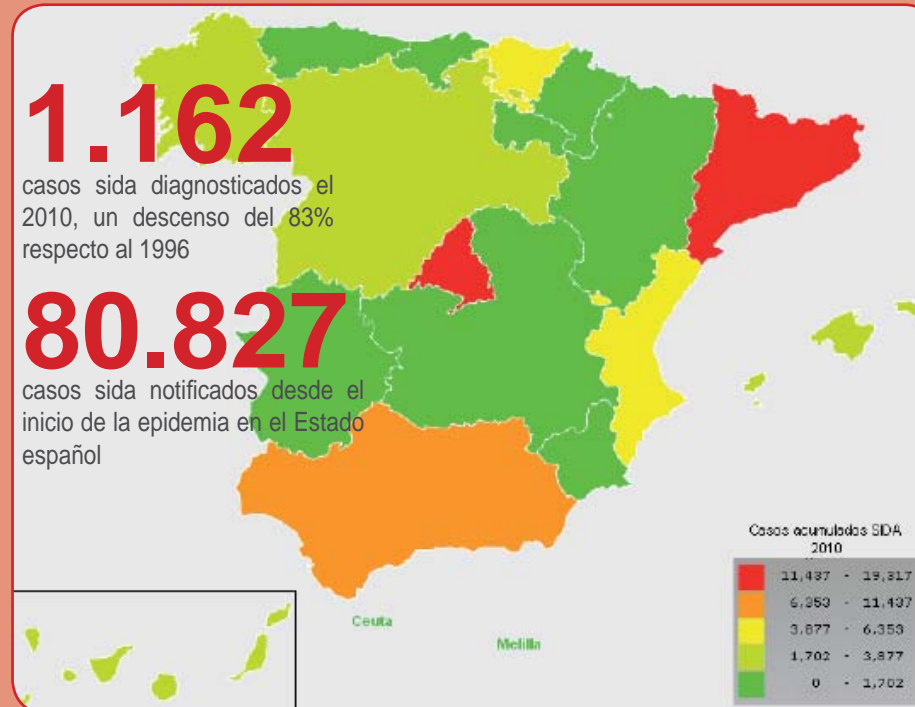 1.162
casos sida diagnosticados el
2010, un descenso del 83%
respecto al 1996
80.827
casos sida notificados desde el
inicio de la epidemia en el Estado
español
Ceuta
Melilla
Casos acumulados SIDA
2010
11,437 - 19,317
6,353 - 11,437
3,877 - 6,353
1,702 - 3,877
0 - 1,702